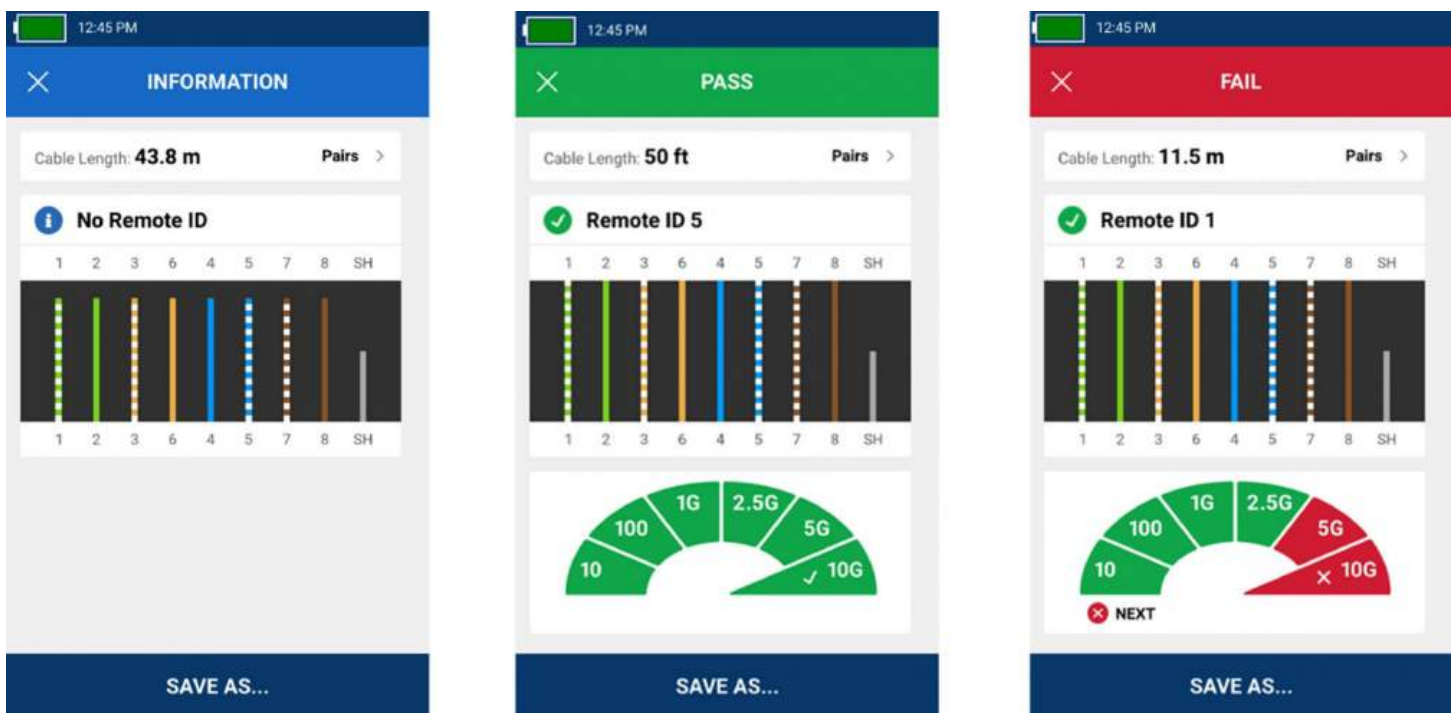 12:45 PM
INFORMATION
Cable Length: 43.8 m Pairs >
i No Remote ID
1 2 3 6 4 5 7 8 SH
1 2 3 6 4 5 7 8 SH
SAVE AS...
12:45 PM
PASS
Cable Length: 50 ft Pairs >
Remote ID 5
1 2 3 6 4 5 7 8 SH
1 2 3 6 4 5 7 8 SH
10 100 1G 2.5G 5G 10G
SAVE AS...
12:45 PM
FAIL
Cable Length: 11.5 m Pairs >
Remote ID 1
1 2 3 6 4 5 7 8 SH
1 2 3 6 4 5 7 8 SH
10 100 1G 2.5G 5G 10G
NEXT
SAVE AS...